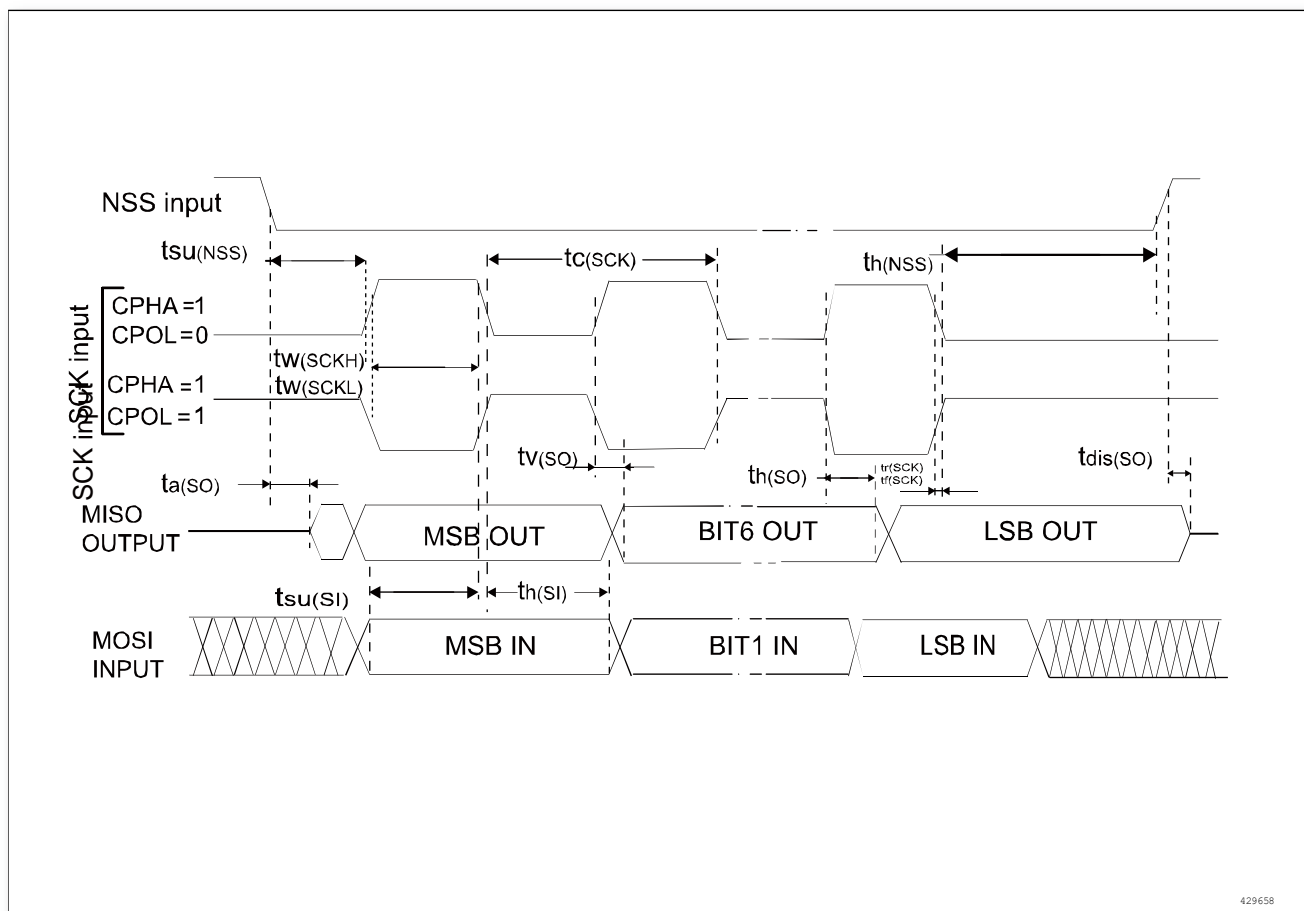 NSS input
tsu(NSS)
tc(SCK)
th(NSS)
SCK input
CPHA =1
CPOL =0
tw(SCKH)
CPHA =1
tw(SCKL)
CPOL =1
SCK input
tv(SO)
tdis(SO)
ta(SO)
th(SO)
tr(SCK)
tf(SCK)
MISO
OUTPUT
MSB OUT
BIT6 OUT
LSB OUT
tsu(SI)
th(SI)
MOSI
INPUT
MSB IN
BIT1 IN
LSB IN
429658